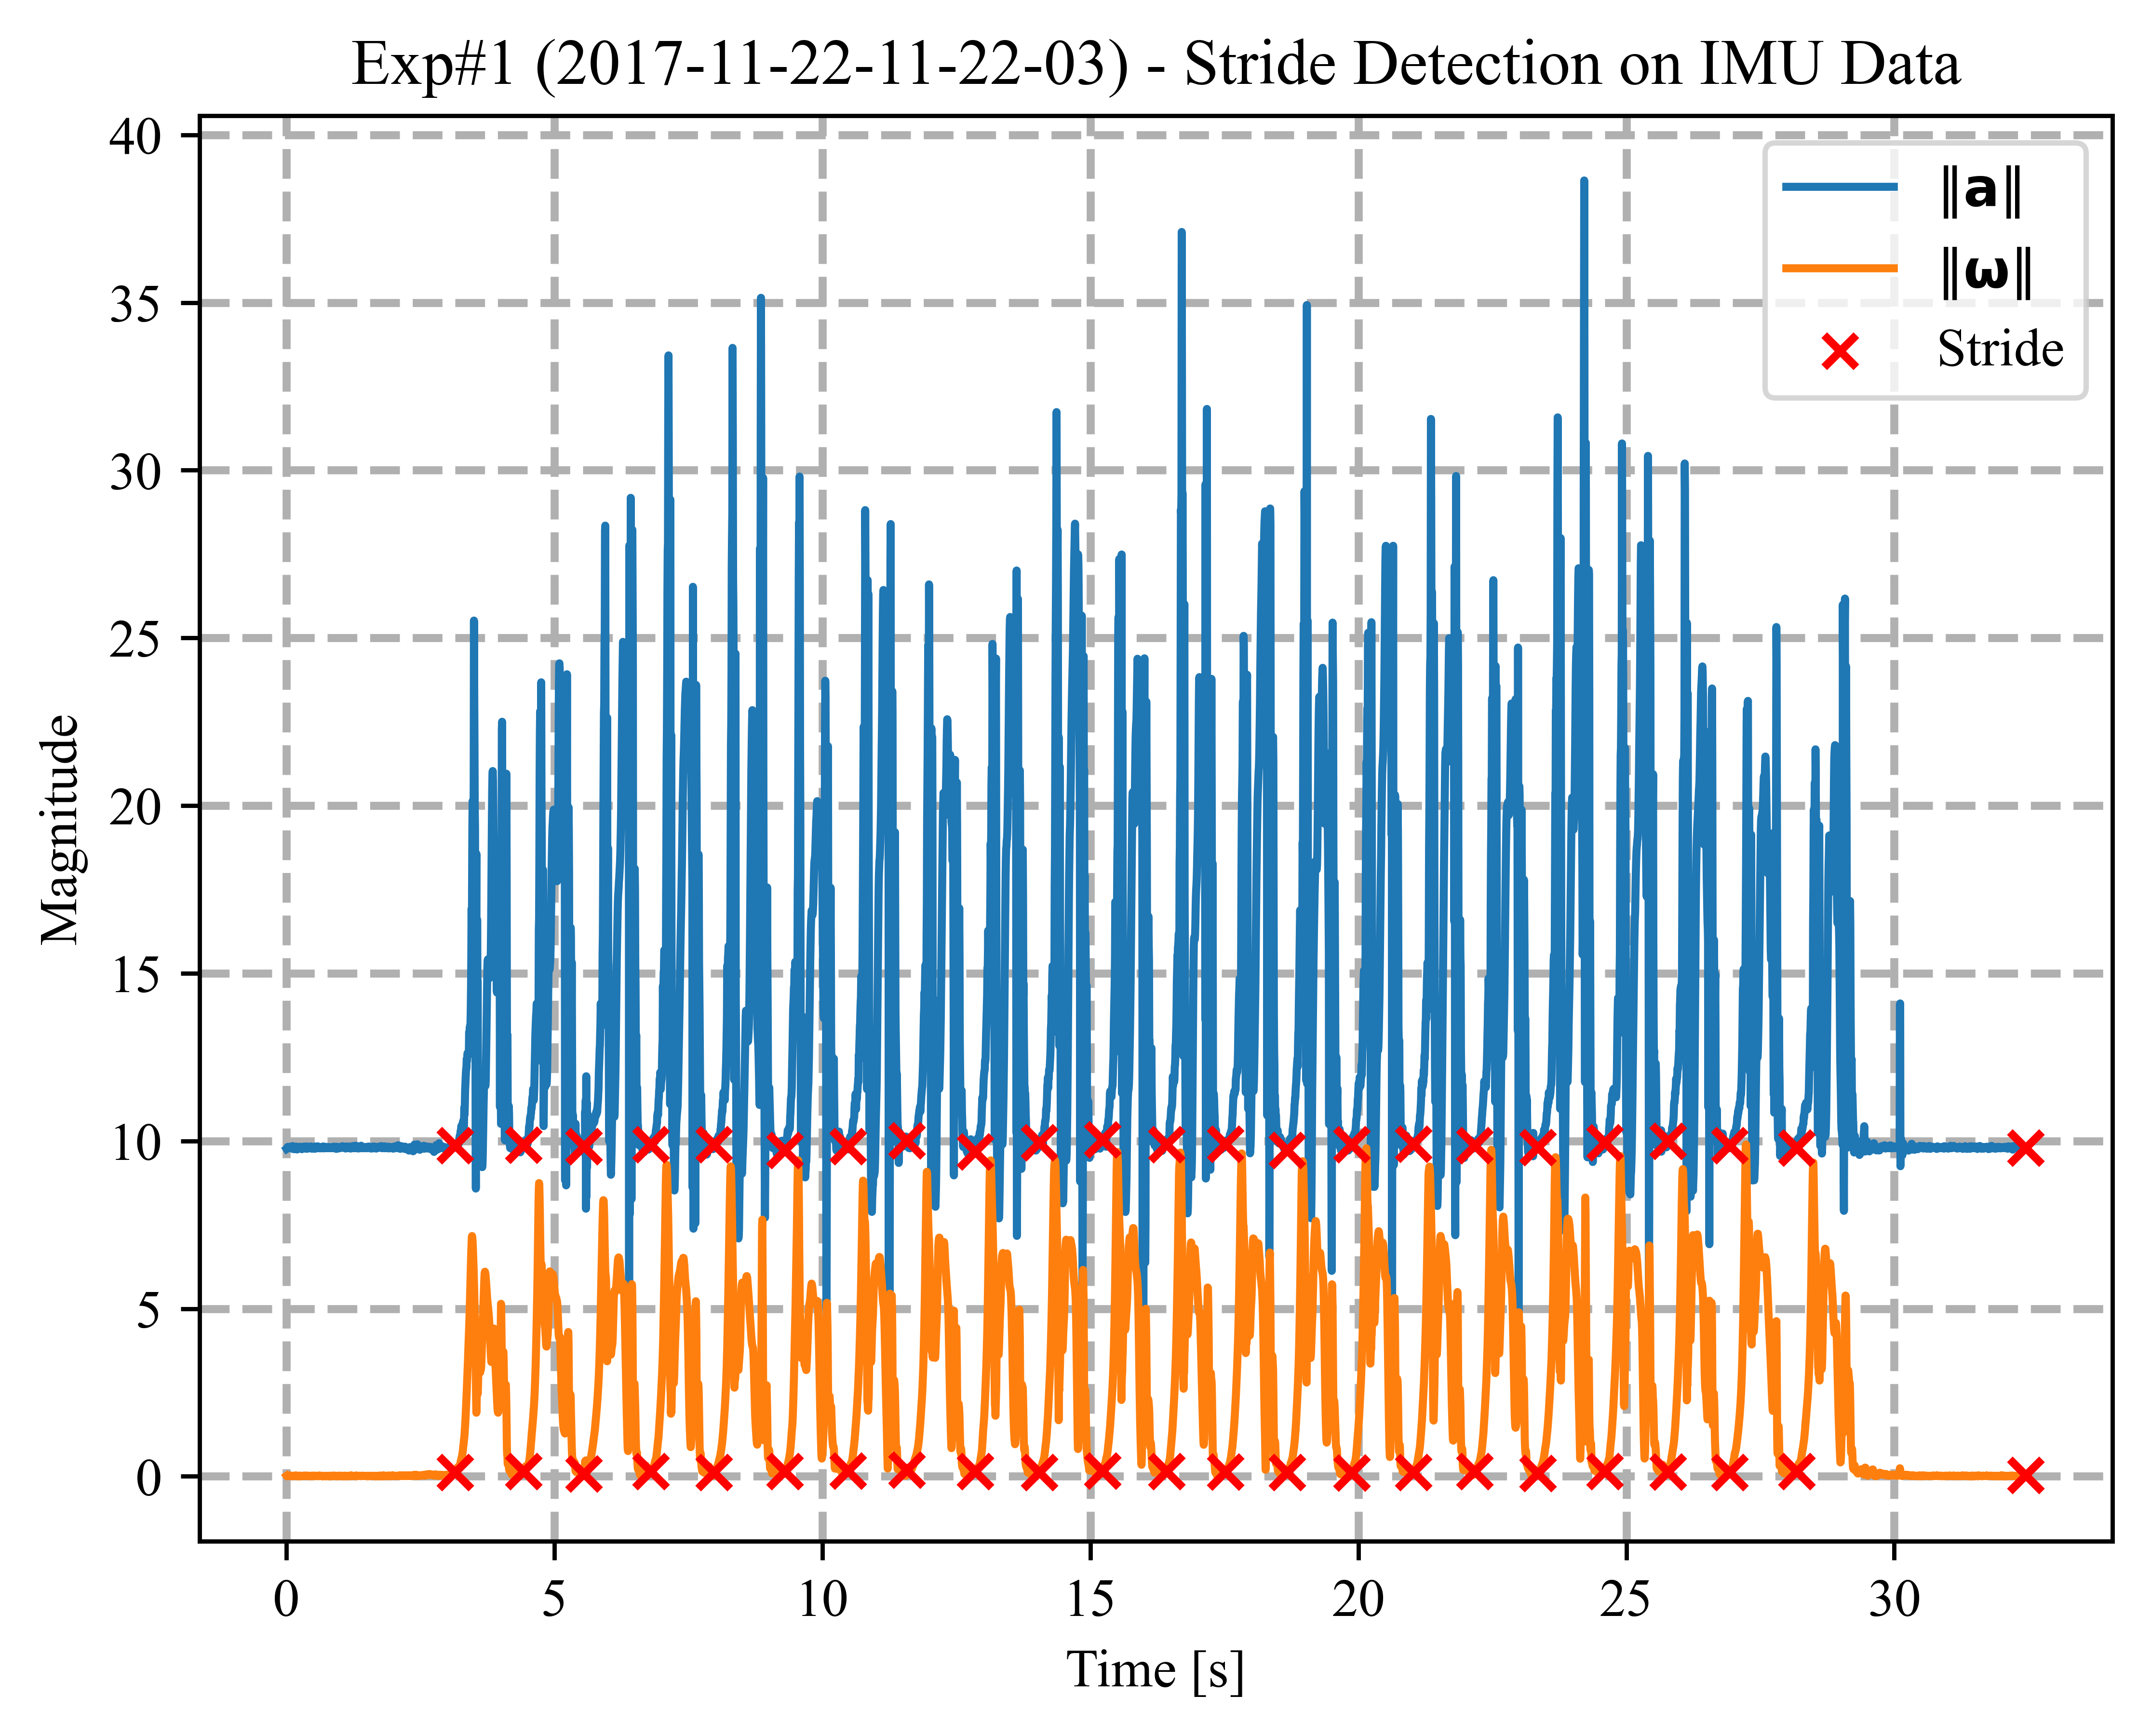 Exp#1 (2017-11-22-11-22-03) - Stride Detection on IMU Data
40
35
30
25
20
15
10
5
0
Magnitude
‖a‖
‖ω‖
Stride
0 5 10 15 20 25 30
Time [s]